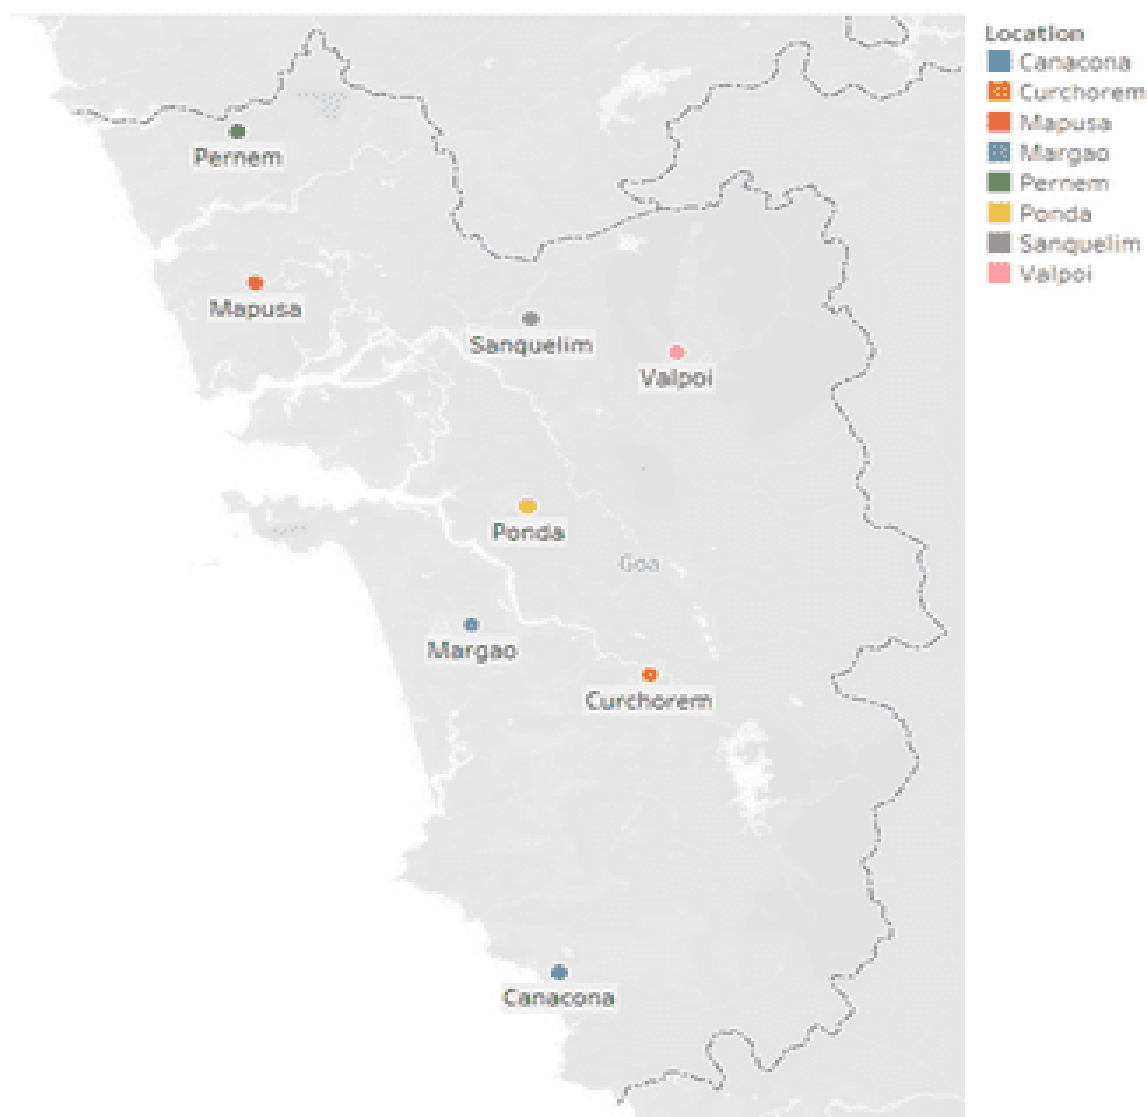 Location
Canacona
Curchorem
Mapusa
Margao
Pernem
Ponda
Sanquelim
Valpoi
Pernem
Mapusa
Sanquelim
Valpoi
Ponda
Goa
Margao
Curchorem
Canacona